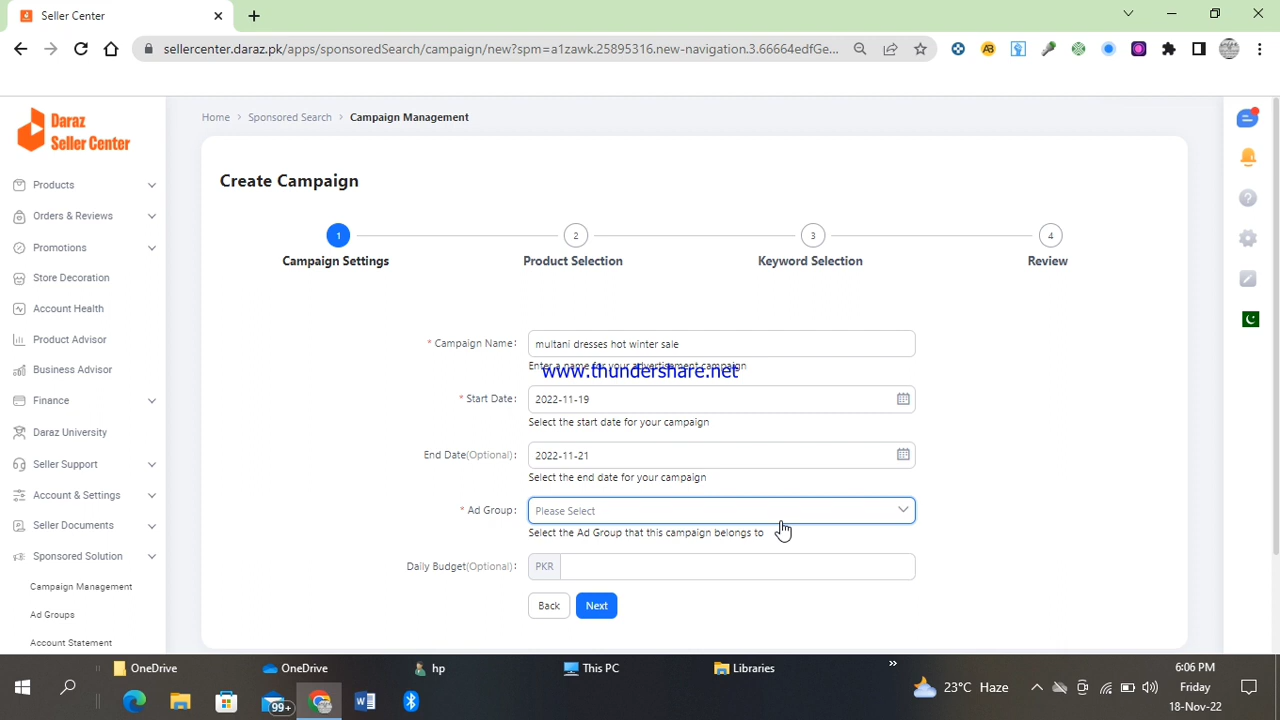 Seller Center
sellercenter.daraz.pk/apps/sponsoredSearch/campaign/new?spm=a1zawk.25895316.new-navigation.3.66664edfGe...
AB
Daraz
Seller Center
Products
Orders & Reviews
Promotions
Store Decoration
Account Health
Product Advisor
Business Advisor
Finance
Daraz University
Seller Support
Account & Settings
Seller Documents
Sponsored Solution
Campaign Management
Ad Groups
Account Statement
Home > Sponsored Search > Campaign Management
Create Campaign
1 2 3 4
Campaign Settings Product Selection Keyword Selection Review
* Campaign Name: multani dresses hot winter sale
Enter a name for your advertisement campaign
www.thundershare.net
* Start Date: 2022-11-19
Select the start date for your campaign
End Date(Optional): 2022-11-21
Select the end date for your campaign
* Ad Group: Please Select
Select the Ad Group that this campaign belongs to
Daily Budget(Optional): PKR
Back Next
OneDrive OneDrive hp This PC Libraries »
99+
23°C Haze
6:06 PM
Friday
18-Nov-22